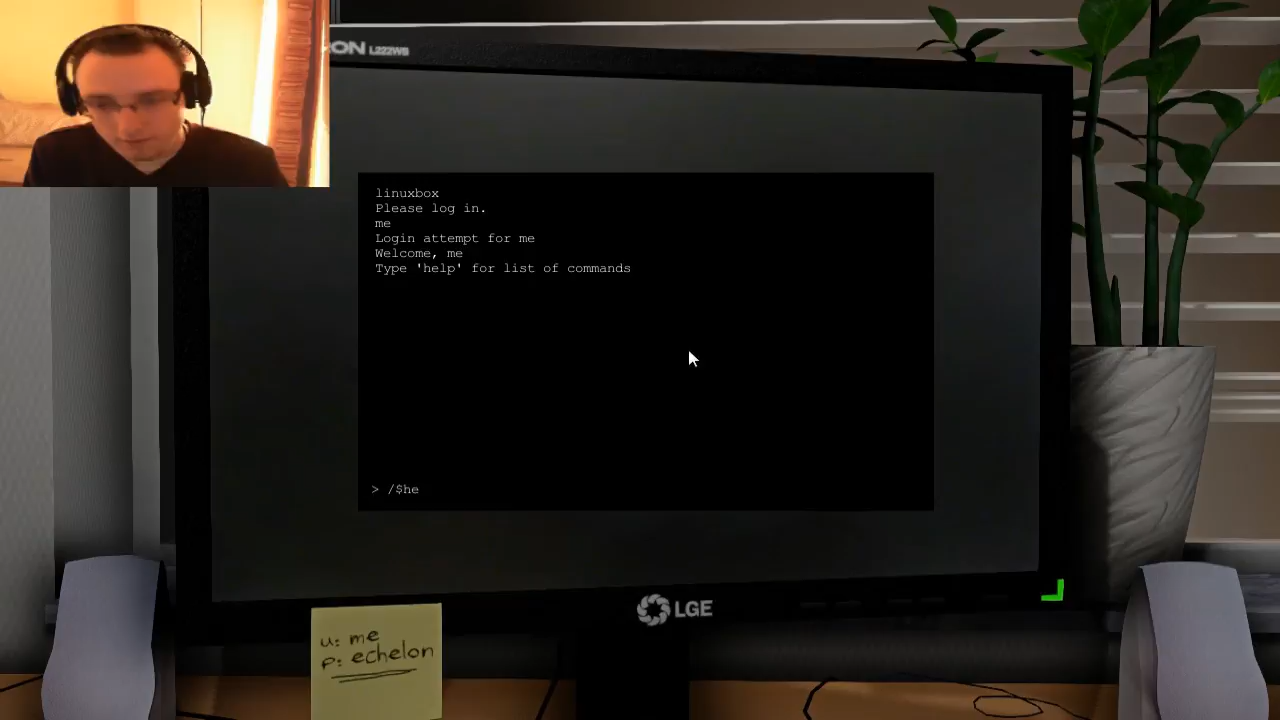 RON L222WS
linuxbox
Please log in.
me
Login attempt for me
Welcome, me
Type 'help' for list of commands
> /$he
LGE
u: me
p: echelon